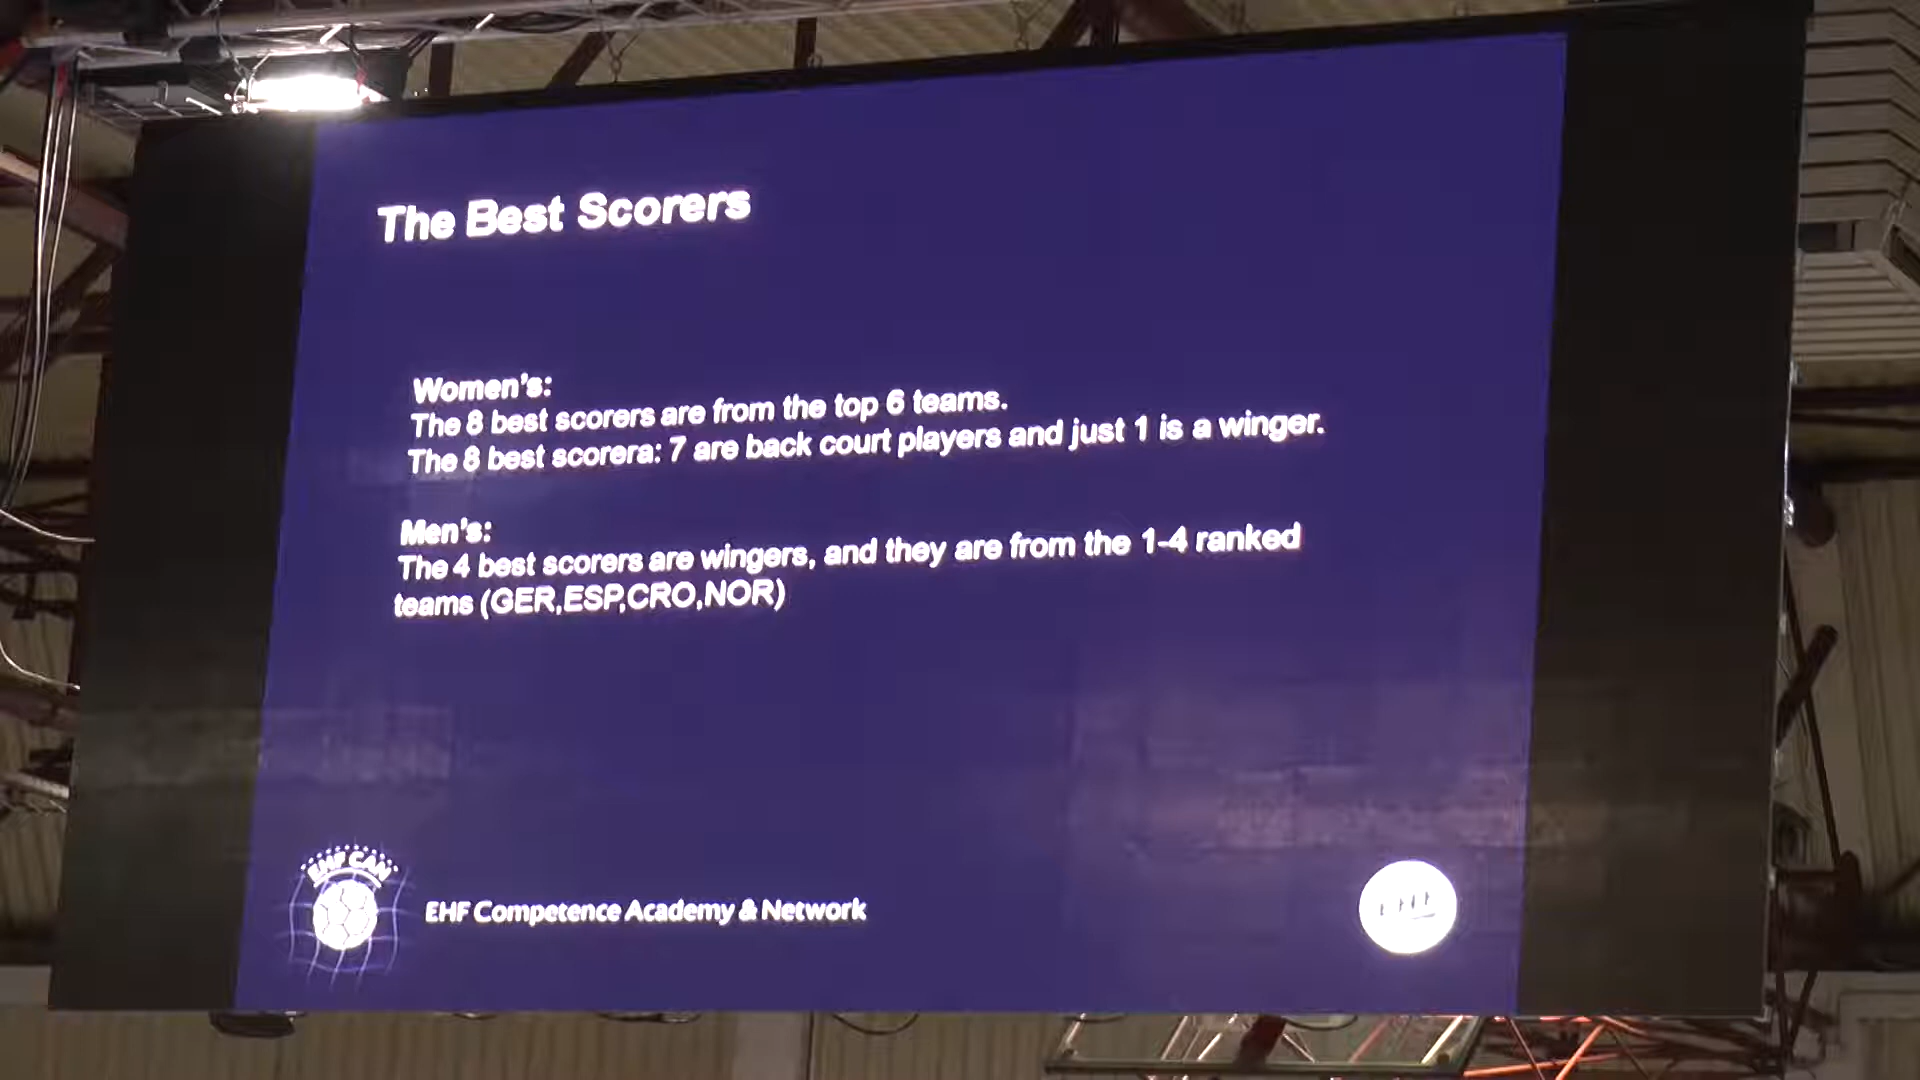 The Best Scorers
Women's:
The 8 best scorers are from the top 6 teams.
The 8 best scorera: 7 are back court players and just 1 is a winger.
Men's:
The 4 best scorers are wingers, and they are from the 1-4 ranked
teams (GER,ESP,CRO,NOR)
EHF CAN
EHF Competence Academy & Network
EHF